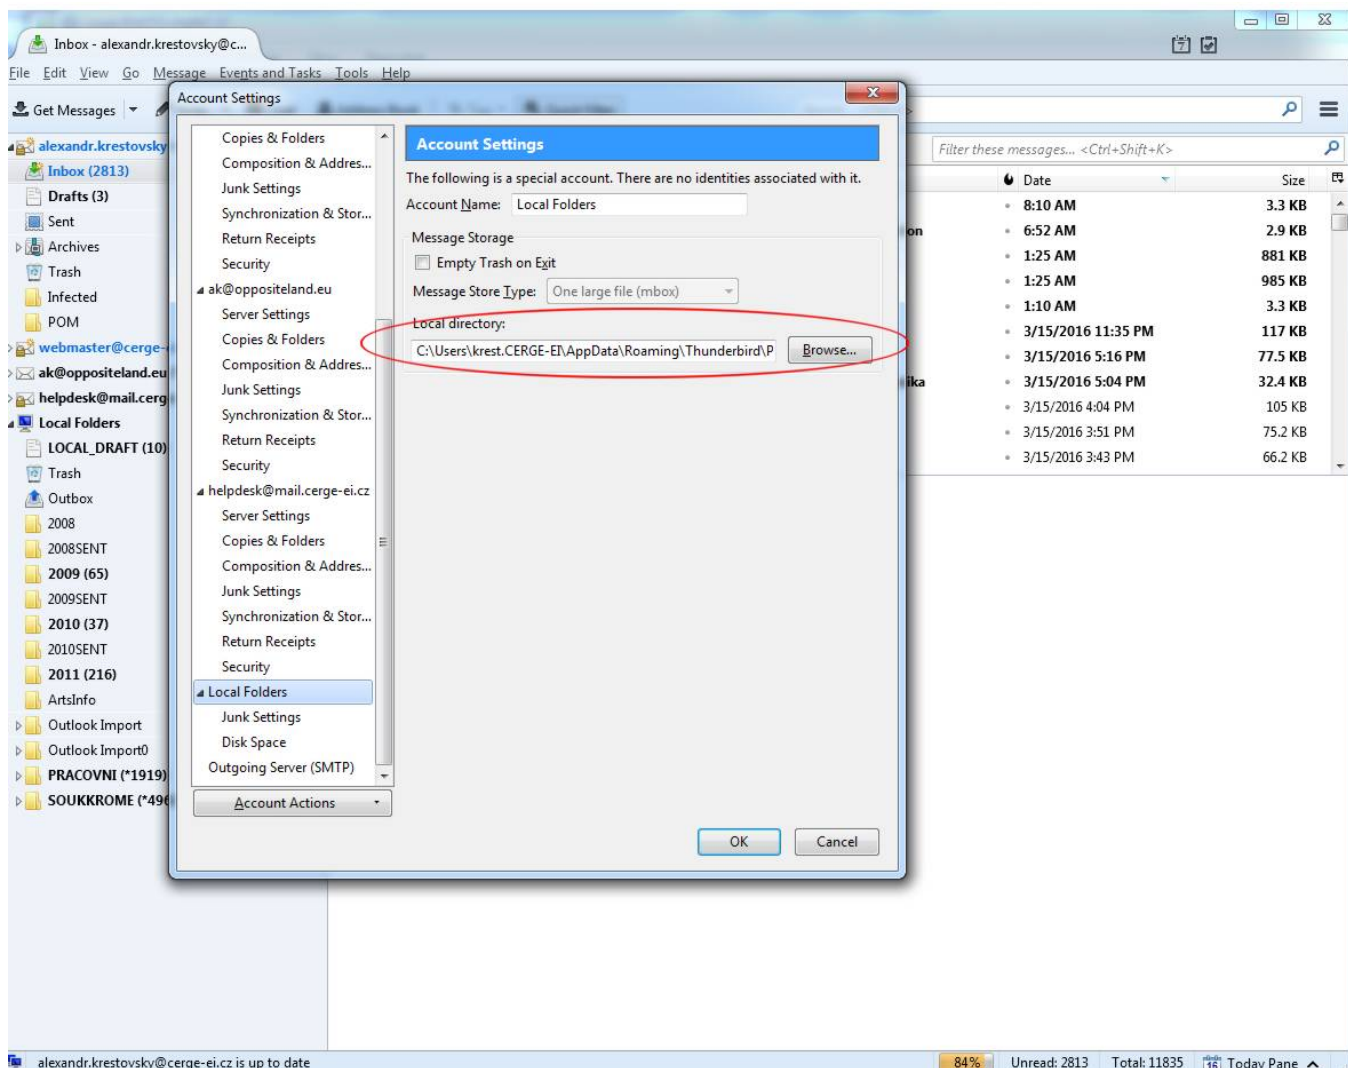 Inbox - alexandr.krestovsky@c...
7
File Edit View Go Message Events and Tasks Tools Help
Get Messages
Account Settings
alexandr.krestovsky
Inbox (2813)
Drafts (3)
Sent
Archives
Trash
Infected
POM
webmaster@cerge-
ak@oppositeland.eu
helpdesk@mail.cerg
Local Folders
LOCAL_DRAFT (10)
Trash
Outbox
2008
2008SENT
2009 (65)
2009SENT
2010 (37)
2010SENT
2011 (216)
ArtsInfo
Outlook Import
Outlook Import0
PRACOVNI (*1919)
SOUKKROME (*496
Copies & Folders
Composition & Addres...
Junk Settings
Synchronization & Stor...
Return Receipts
Security
ak@oppositeland.eu
Server Settings
Copies & Folders
Composition & Addres...
Junk Settings
Synchronization & Stor...
Return Receipts
Security
helpdesk@mail.cerge-ei.cz
Server Settings
Copies & Folders
Composition & Addres...
Junk Settings
Synchronization & Stor...
Return Receipts
Security
Local Folders
Junk Settings
Disk Space
Outgoing Server (SMTP)
Account Actions
Account Settings
The following is a special account. There are no identities associated with it.
Account Name: Local Folders
Message Storage
Empty Trash on Exit
Message Store Type: One large file (mbox)
Local directory:
C:\Users\krest.CERGE-EI\AppData\Roaming\Thunderbird\P Browse...
OK Cancel
Filter these messages... <Ctrl+Shift+K>
Date Size
8:10 AM 3.3 KB
on 6:52 AM 2.9 KB
1:25 AM 881 KB
1:25 AM 985 KB
1:10 AM 3.3 KB
3/15/2016 11:35 PM 117 KB
3/15/2016 5:16 PM 77.5 KB
ika 3/15/2016 5:04 PM 32.4 KB
3/15/2016 4:04 PM 105 KB
3/15/2016 3:51 PM 75.2 KB
3/15/2016 3:43 PM 66.2 KB
alexandr.krestovsky@cerge-ei.cz is up to date
84% Unread: 2813 Total: 11835 16 Today Pane